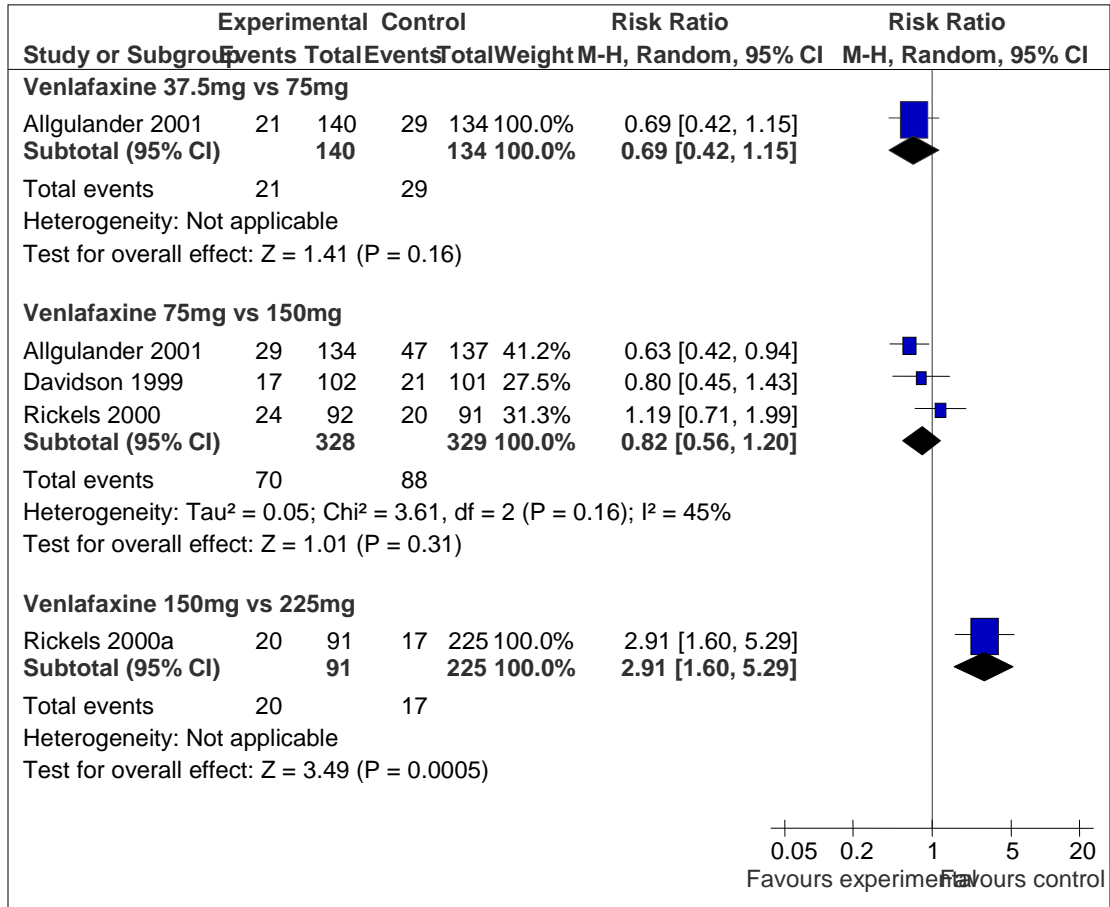 Experimental Control Risk Ratio Risk Ratio
Study or Subgroup Events Total Events Total Weight M-H, Random, 95% CI M-H, Random, 95% CI
Venlafaxine 37.5mg vs 75mg
Allgulander 2001 21 140 29 134 100.0% 0.69 [0.42, 1.15]
Subtotal (95% CI) 140 134 100.0% 0.69 [0.42, 1.15]
Total events 21 29
Heterogeneity: Not applicable
Test for overall effect: Z = 1.41 (P = 0.16)
Venlafaxine 75mg vs 150mg
Allgulander 2001 29 134 47 137 41.2% 0.63 [0.42, 0.94]
Davidson 1999 17 102 21 101 27.5% 0.80 [0.45, 1.43]
Rickels 2000 24 92 20 91 31.3% 1.19 [0.71, 1.99]
Subtotal (95% CI) 328 329 100.0% 0.82 [0.56, 1.20]
Total events 70 88
Heterogeneity: Tau² = 0.05; Chi² = 3.61, df = 2 (P = 0.16); I² = 45%
Test for overall effect: Z = 1.01 (P = 0.31)
Venlafaxine 150mg vs 225mg
Rickels 2000a 20 91 17 225 100.0% 2.91 [1.60, 5.29]
Subtotal (95% CI) 91 225 100.0% 2.91 [1.60, 5.29]
Total events 20 17
Heterogeneity: Not applicable
Test for overall effect: Z = 3.49 (P = 0.0005)
0.05 0.2 1 5 20
Favours experimental Favours control